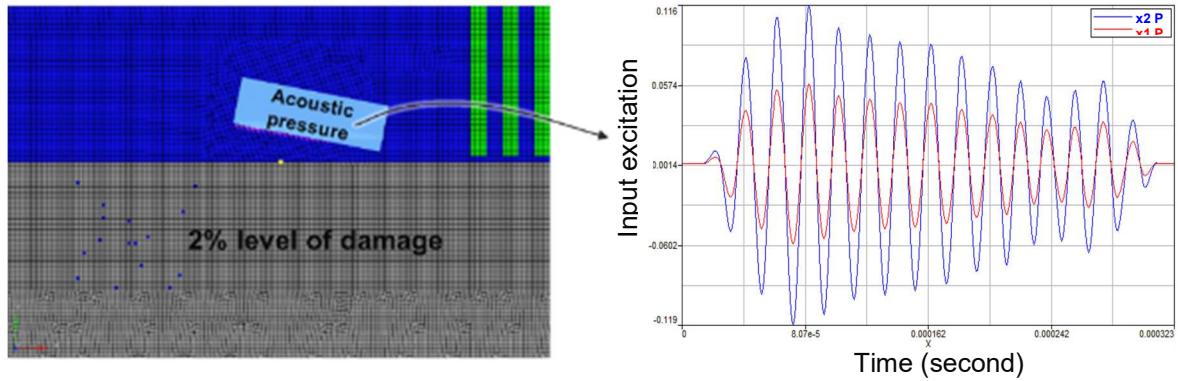 Acoustic
pressure
2% level of damage
Input excitation
0.116
0.0574
0.0014
-0.0602
-0.119
0
8.07e-5
0.000162
0.000242
0.000323
X
Time (second)
x2 P
x1 P